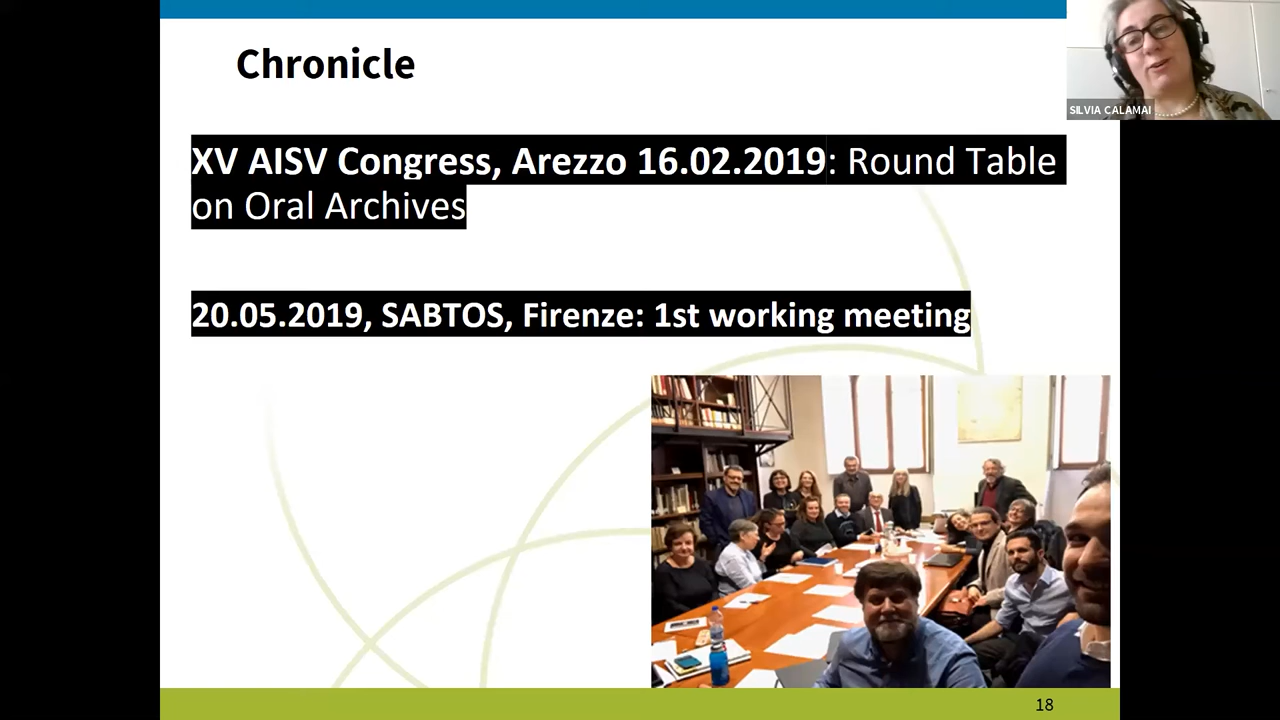 Chronicle
SILVIA CALAMAI
XV AISV Congress, Arezzo 16.02.2019: Round Table
on Oral Archives
20.05.2019, SABTOS, Firenze: 1st working meeting
18